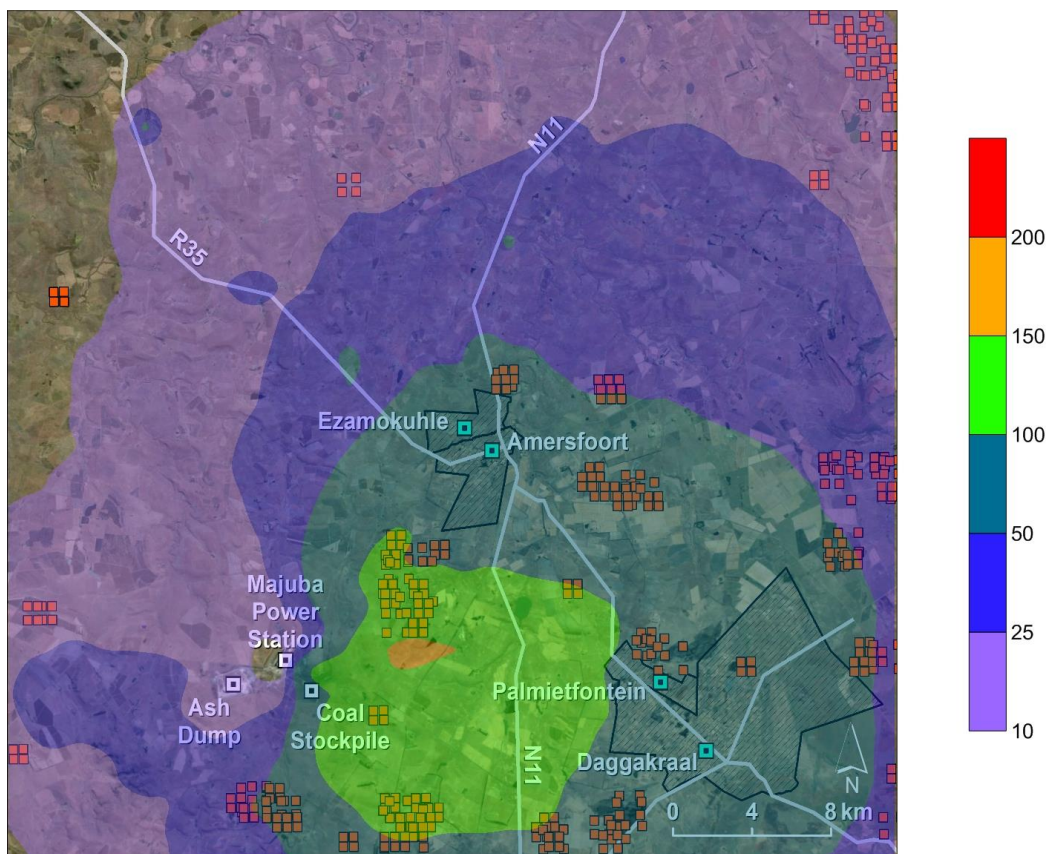 N11
R35
Ezamokuhle
Amersfoort
Majuba
Power
Station
Ash
Dump
Coal
Stockpile
Palmietfontein
Daggakraal
N11
N
0 4 8 km
200
150
100
50
25
10